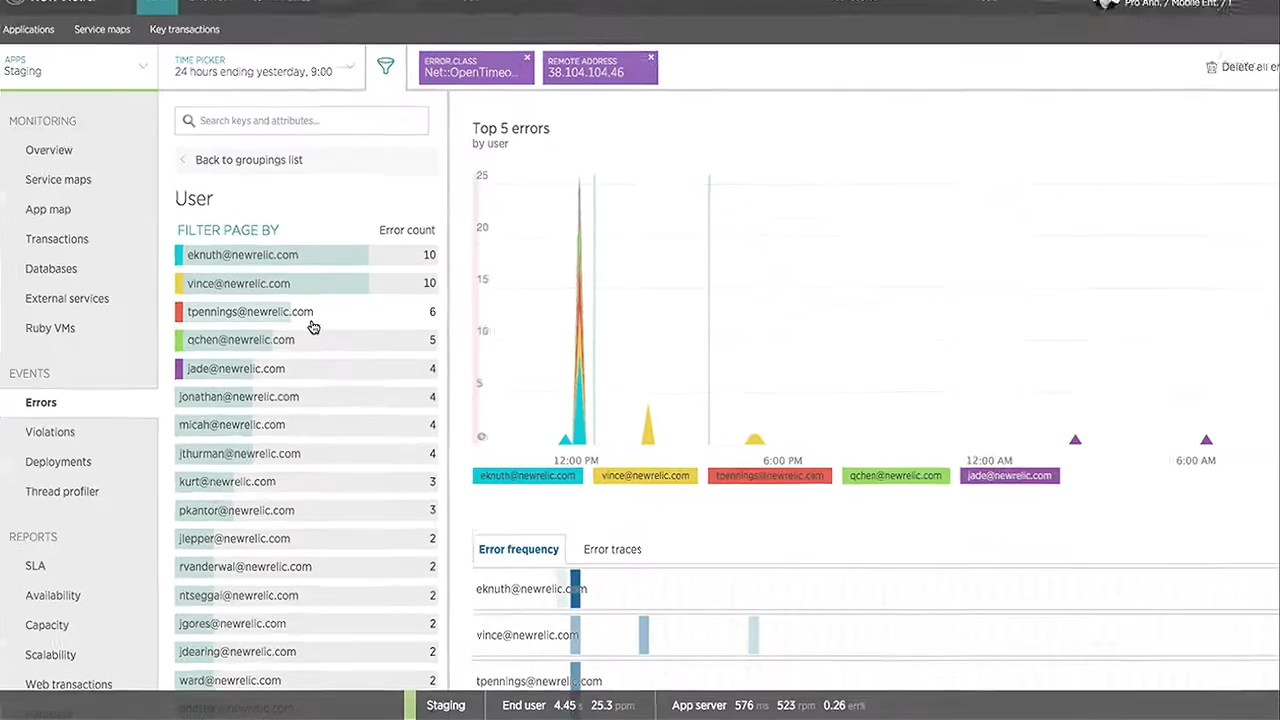 Pro Ann. / Mobile Ent. /
Applications Service maps Key transactions
APPS
Staging
TIME PICKER
24 hours ending yesterday, 9:00
ERROR.CLASS
Net::OpenTimeo...
REMOTE ADDRESS
38.104.104.46
Delete all er
MONITORING
Overview
Service maps
App map
Transactions
Databases
External services
Ruby VMs
EVENTS
Errors
Violations
Deployments
Thread profiler
REPORTS
SLA
Availability
Capacity
Scalability
Web transactions
Search keys and attributes...
Back to groupings list
User
FILTER PAGE BY Error count
eknuth@newrelic.com 10
vince@newrelic.com 10
tpennings@newrelic.com 6
qchen@newrelic.com 5
jade@newrelic.com 4
jonathan@newrelic.com 4
micah@newrelic.com 4
jthurman@newrelic.com 4
kurt@newrelic.com 3
pkantor@newrelic.com 3
jlepper@newrelic.com 2
rvanderwal@newrelic.com 2
ntseggai@newrelic.com 2
jgores@newrelic.com 2
jdearing@newrelic.com 2
ward@newrelic.com 2
Top 5 errors
by user
25
20
15
10
5
0
12:00 PM 6:00 PM 12:00 AM 6:00 AM
eknuth@newrelic.com vince@newrelic.com tpennings@newrelic.com qchen@newrelic.com jade@newrelic.com
Error frequency Error traces
eknuth@newrelic.com
vince@newrelic.com
tpennings@newrelic.com
Staging End user 4.45 s 25.3 ppm App server 576 ms 523 rpm 0.26 err%